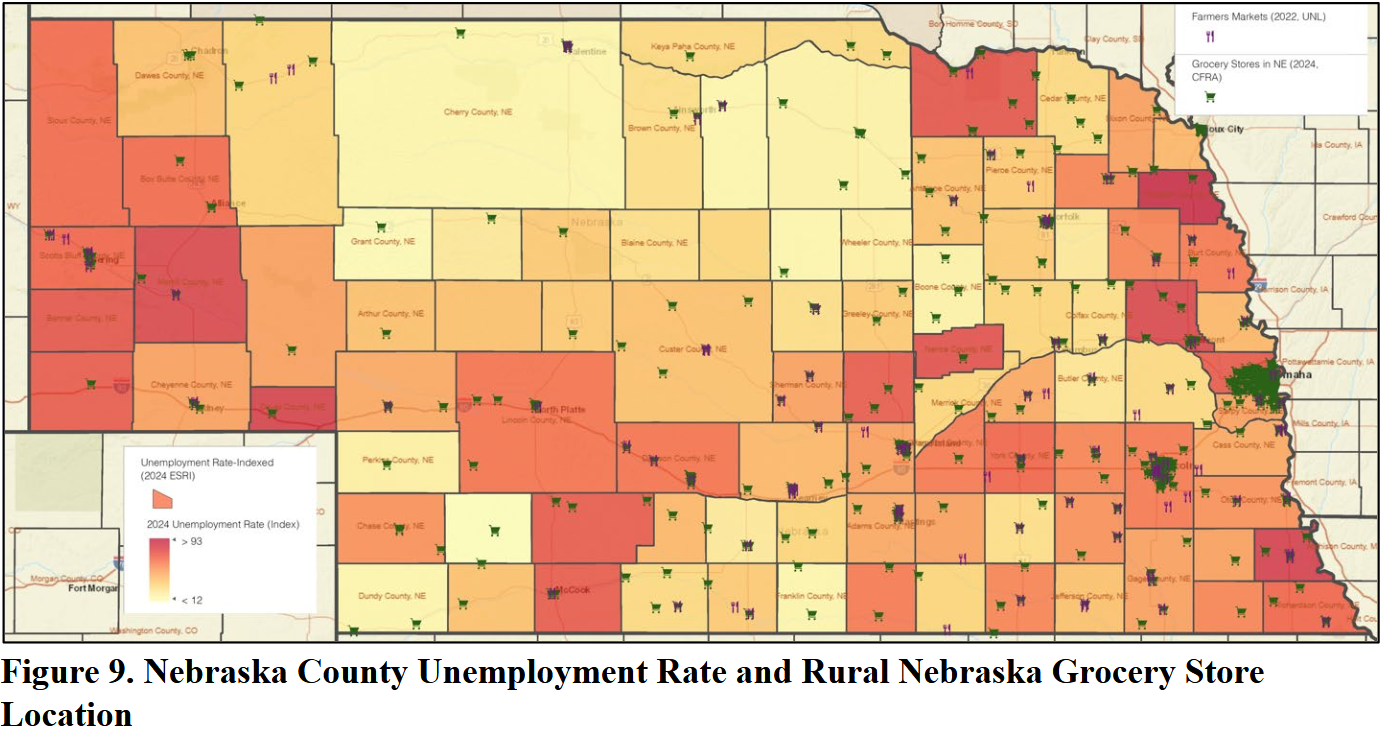 Bon Homme County, SD
Clay County, SD
Farmers Markets (2022, UNL)
Grocery Stores in NE (2024,
CFRA)
Chadron
Valentine
Keya Paha County, NE
Dawes County, NE
Sioux County, NE
Cherry County, NE
Ainsworth
Brown County, NE
Cedar County, NE
Dixon County, NE
Sioux City
Ida County, IA
WY
Box Butte County, NE
Alliance
Pierce County, NE
Antelope County, NE
Nebraska
Norfolk
Crawford County,
Grant County, NE
Blaine County, NE
Wheeler County, NE
Scotts Bluff County, NE
Gering
Burt County, NE
Morrill County, NE
Boone County, NE
Harrison County, IA
Banner County, NE
Arthur County, NE
Greeley County, NE
Colfax County, NE
Custer County, NE
Nance County, NE
Columbus
Fremont
Pottawattamie County, IA
Omaha
Cheyenne County, NE
Sherman County, NE
Butler County, NE
Sidney
North Platte
Lincoln County, NE
Merrick County, NE
Sarpy County, NE
Mills County, IA
Perkins County, NE
Dawson County, NE
Grand Island
York County, NE
Lincoln
Cass County, NE
Fremont County, IA
Unemployment Rate-Indexed
(2024 ESRI)
2024 Unemployment Rate (Index)
> 93
< 12
CO
CO
Chase County, NE
Nebraska
Adams County, NE
Hastings
Otoe County, NE
Morgan County, CO
Fort Morgan
Washington County, CO
Dundy County, NE
McCook
Franklin County, NE
Jefferson County, NE
Gage County, NE
Richardson County, NE
Figure 9. Nebraska County Unemployment Rate and Rural Nebraska Grocery Store
Location